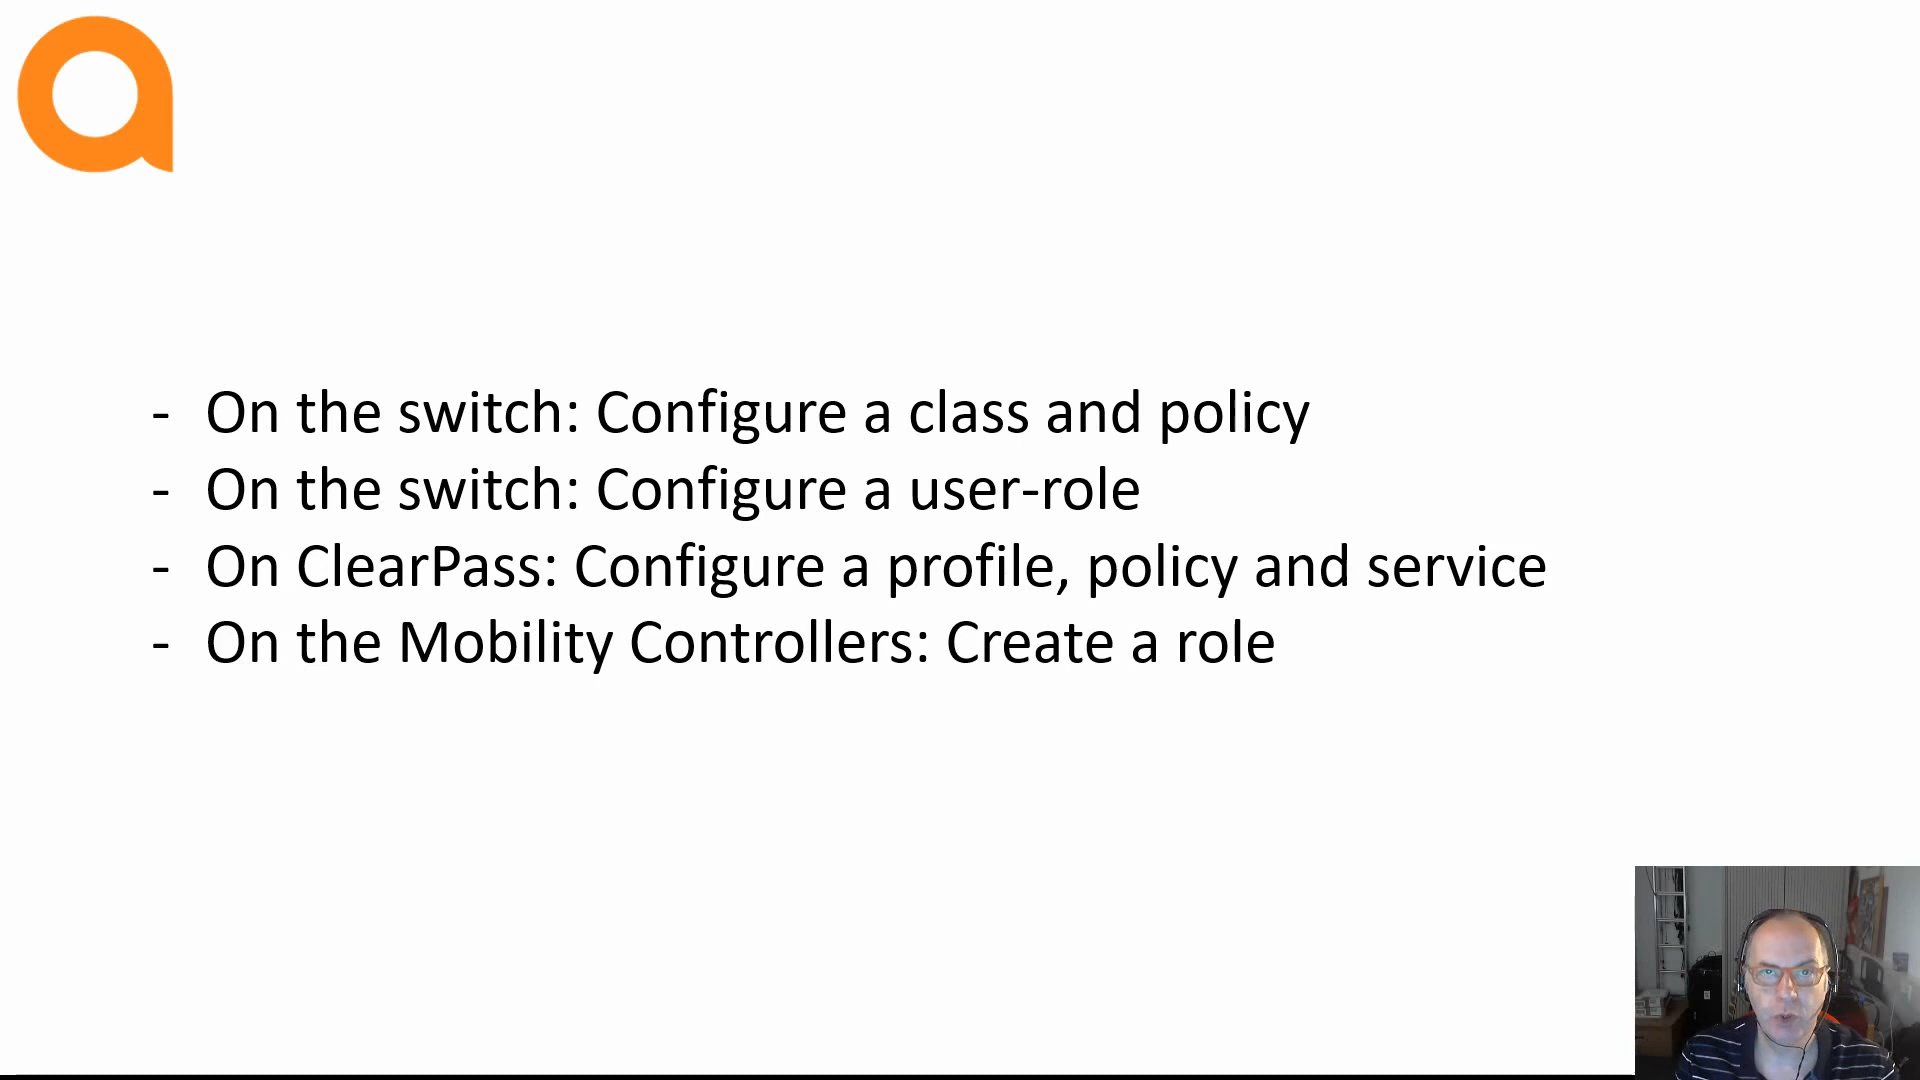 - On the switch: Configure a class and policy
- On the switch: Configure a user-role
- On ClearPass: Configure a profile, policy and service
- On the Mobility Controllers: Create a role